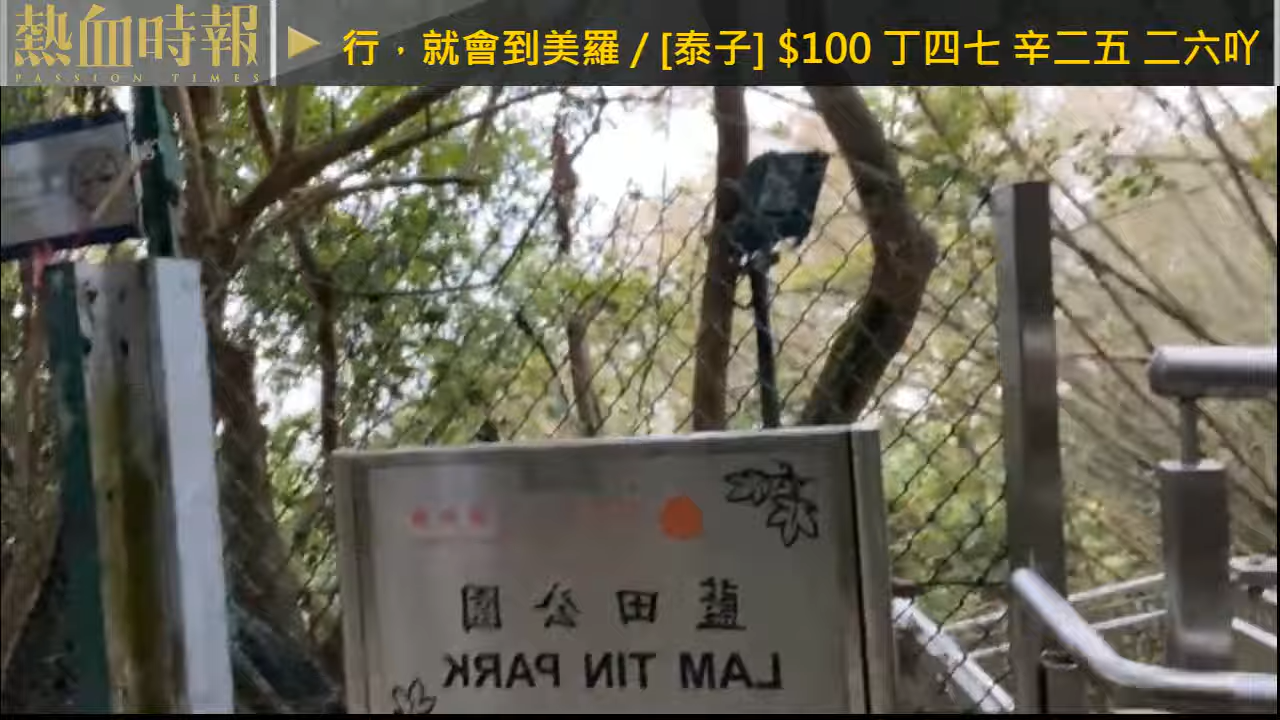 熱血時報
PASSION TIMES
行，就會到美羅 / [泰子] $100 丁四七 辛二五 二六吖
藍田公園
LAM TIN PARK